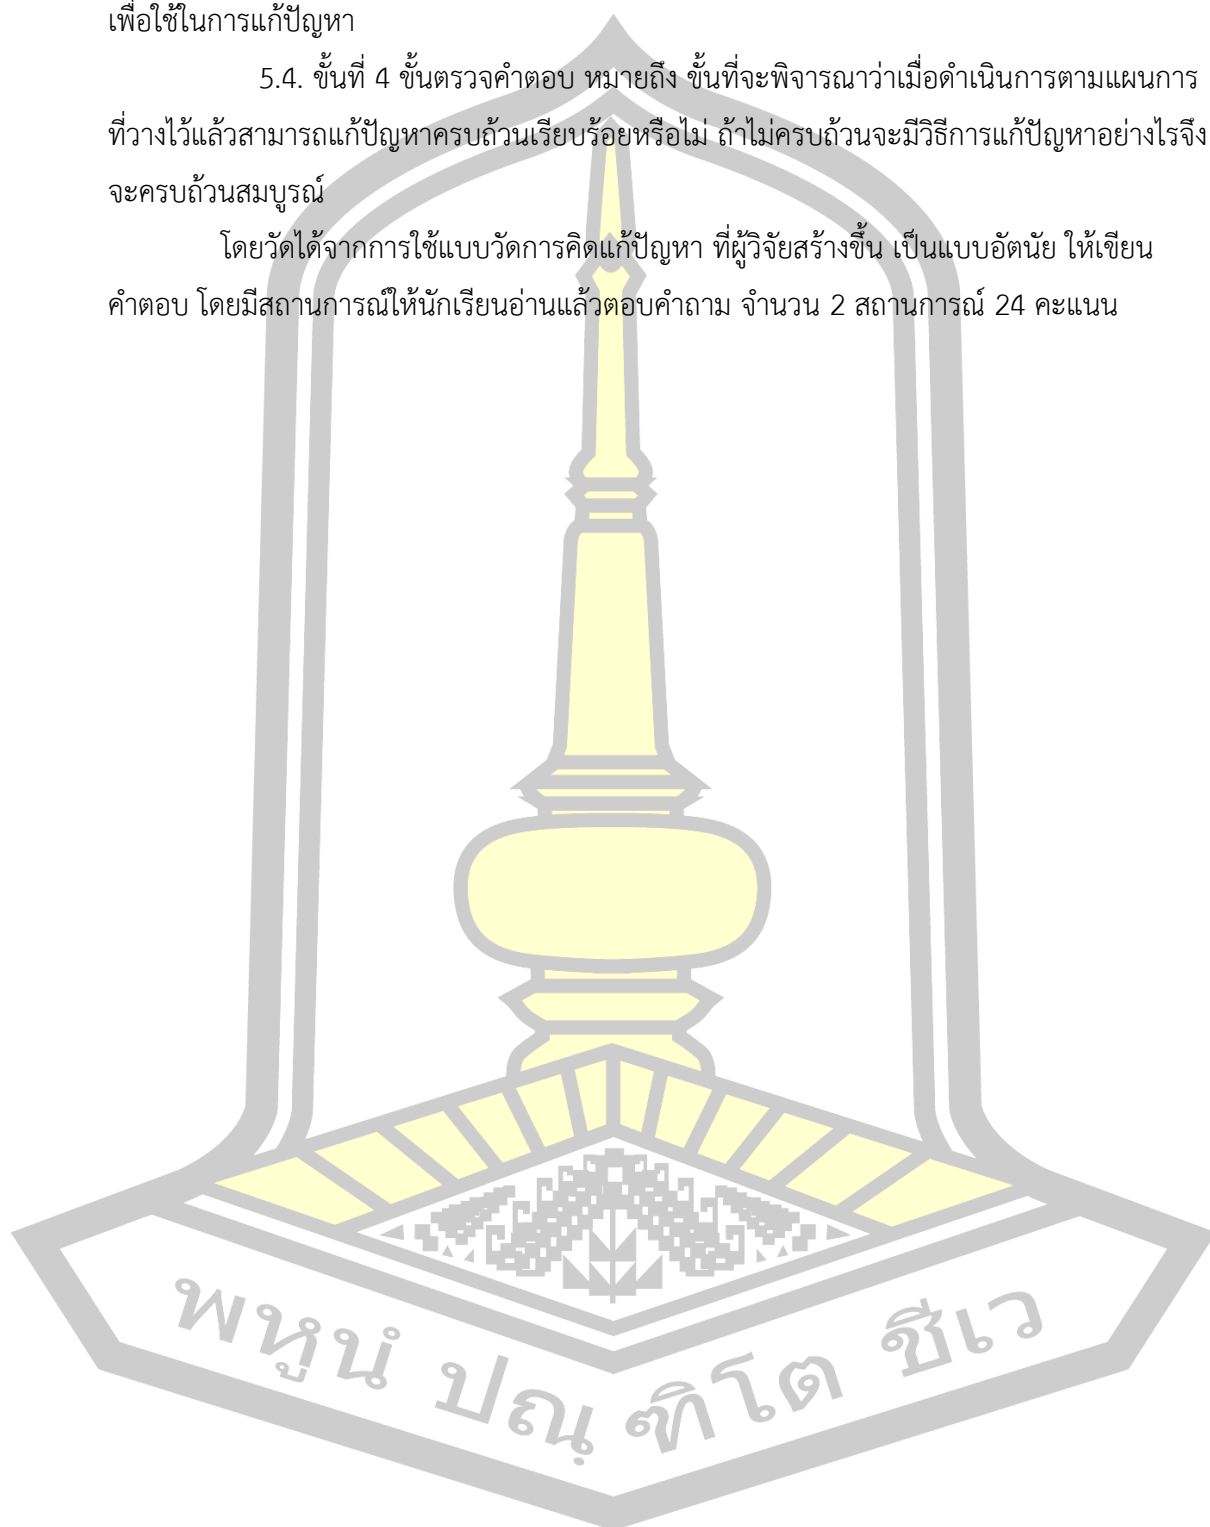 เพื่อใช้ในการแก้ปัญหา
5.4. ขั้นที่ 4 ขั้นตรวจคำตอบ หมายถึง ขั้นที่จะพิจารณาว่าเมื่อดำเนินการตามแผนการ
ที่วางไว้แล้วสามารถแก้ปัญหาครบถ้วนเรียบร้อยหรือไม่ ถ้าไม่ครบถ้วนจะมีวิธีการแก้ปัญหาอย่างไรจึง
จะครบถ้วนสมบูรณ์
โดยวัดได้จากการใช้แบบวัดการคิดแก้ปัญหา ที่ผู้วิจัยสร้างขึ้น เป็นแบบอัตนัย ให้เขียน
คำตอบ โดยมีสถานการณ์ให้นักเรียนอ่านแล้วตอบคำถาม จำนวน 2 สถานการณ์ 24 คะแนน
พหูนํ ปณฺฑิโต ชีเว